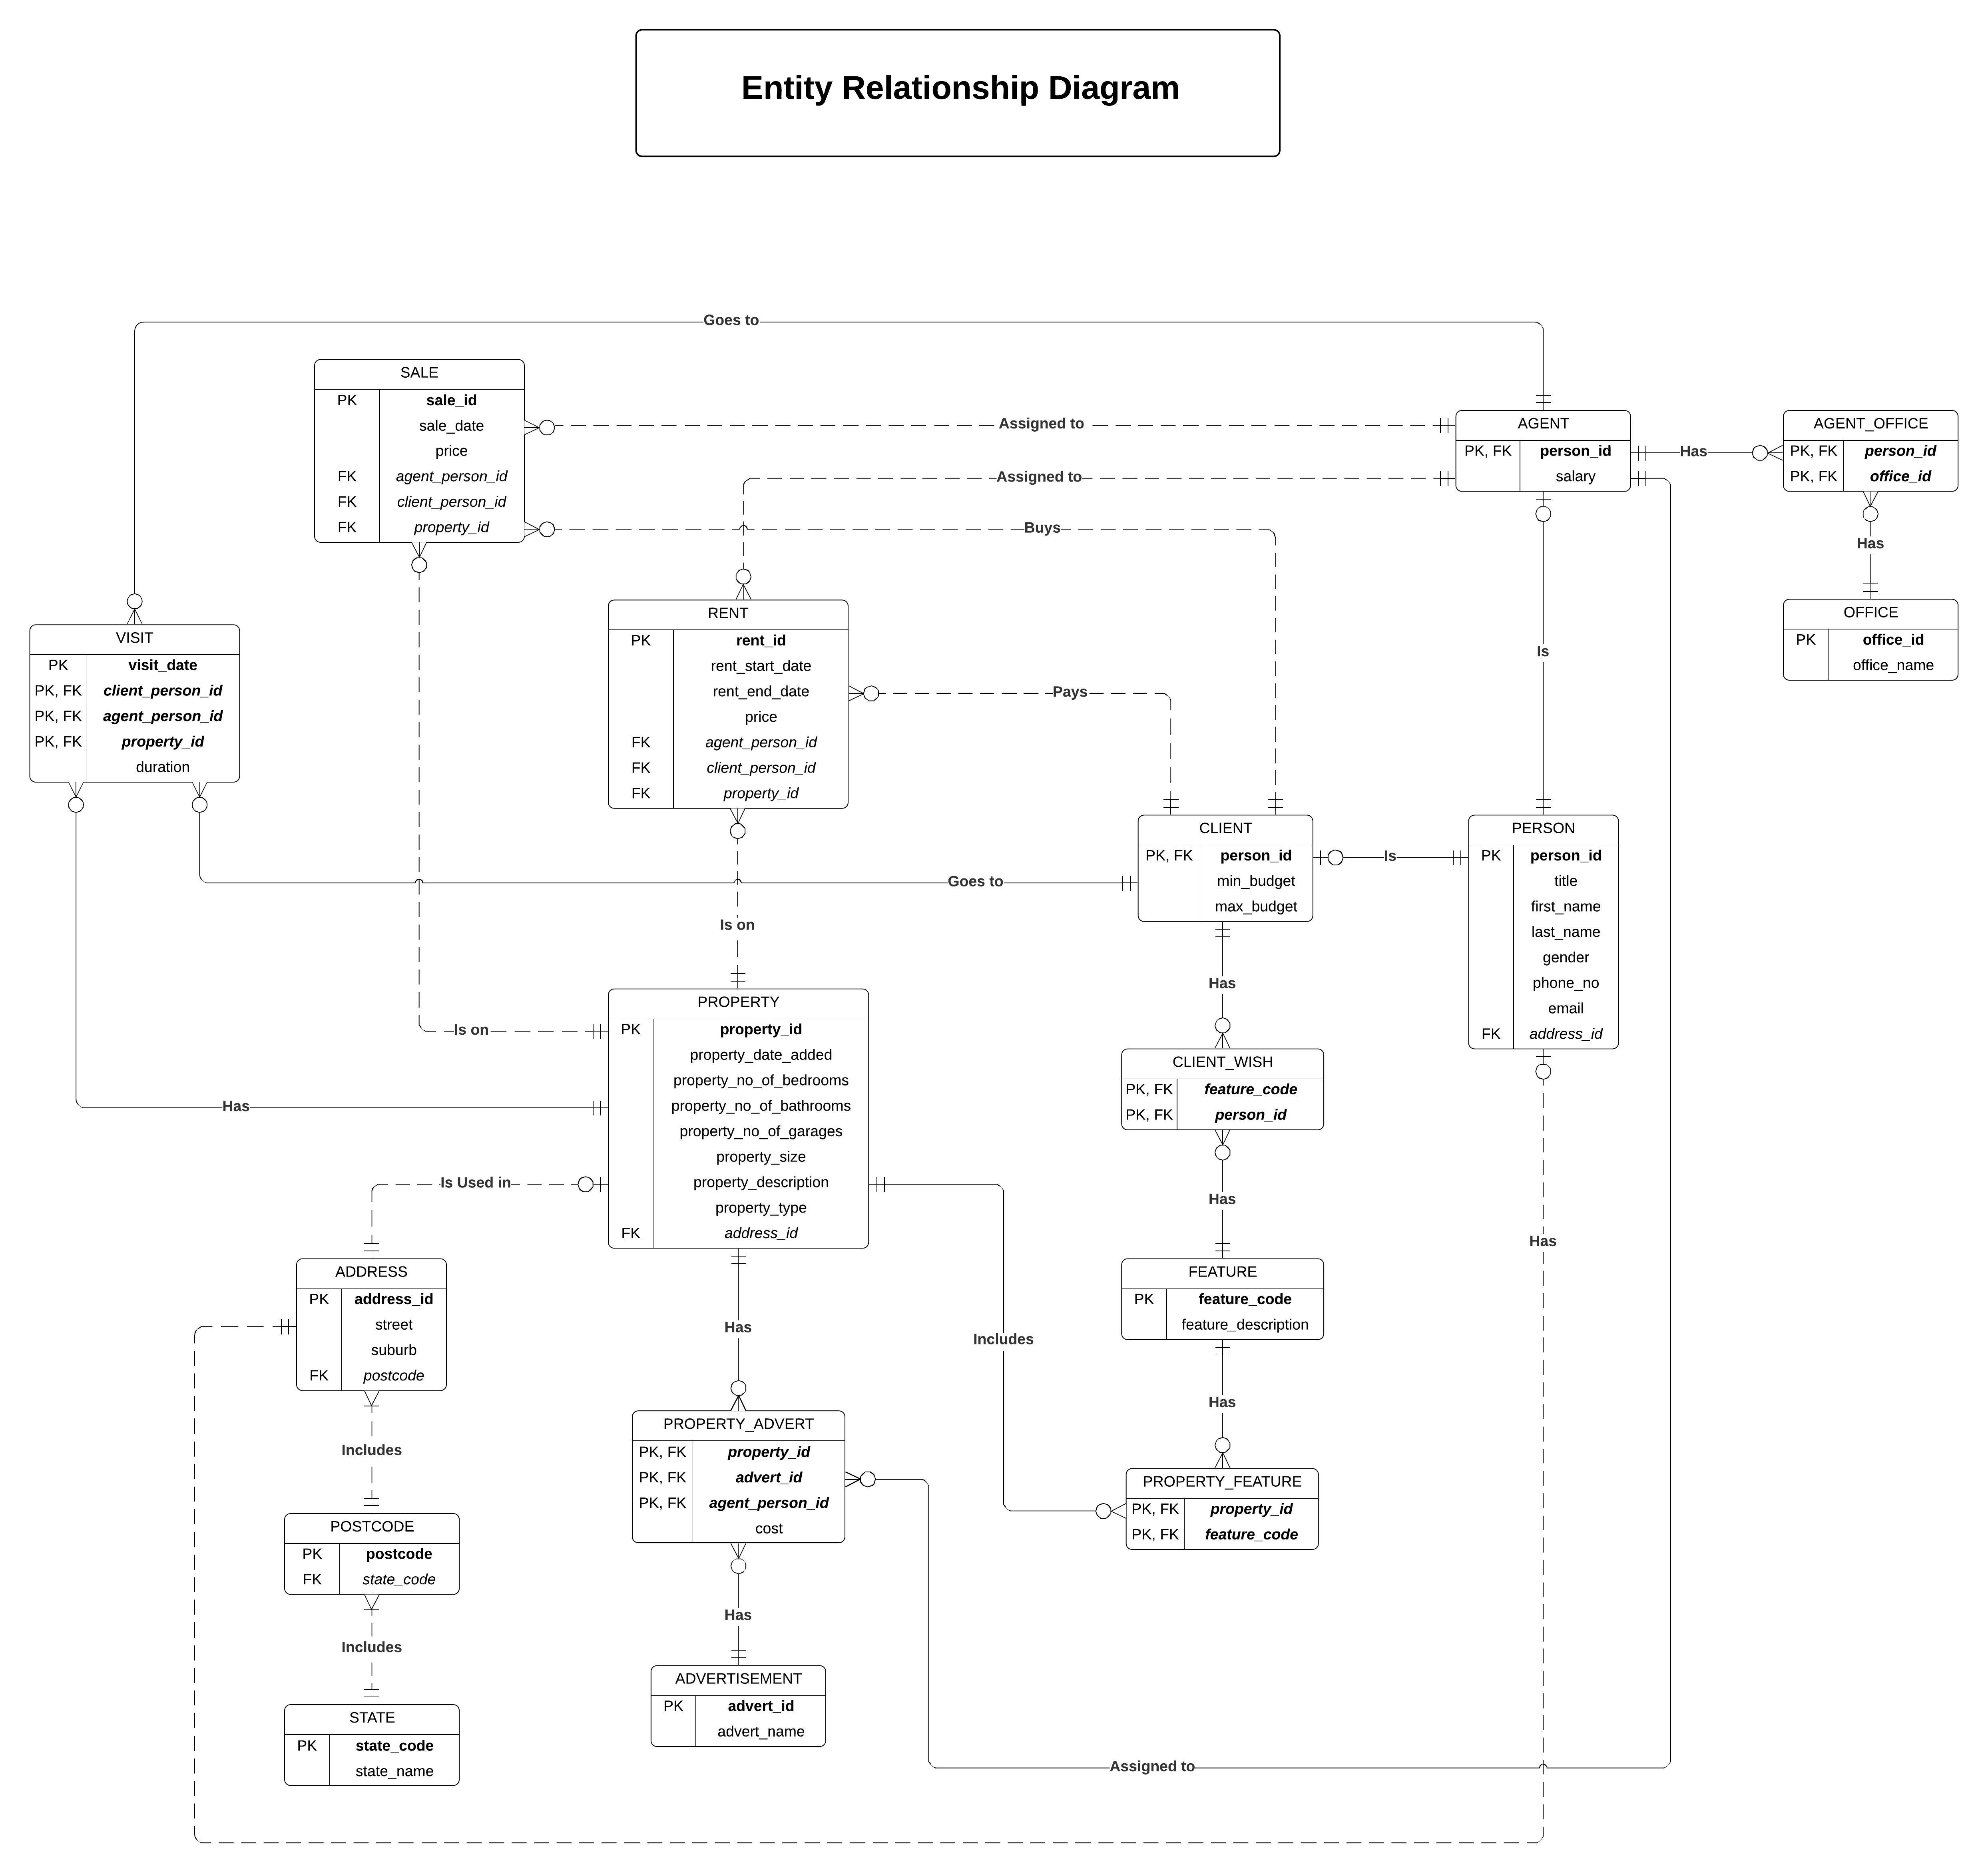 Entity Relationship Diagram
Goes to
SALE
PK sale_id
sale_date
price
FK agent_person_id
FK client_person_id
FK property_id
Assigned to
Assigned to
Buys
AGENT
PK, FK person_id
salary
Has
AGENT_OFFICE
PK, FK person_id
PK, FK office_id
Has
OFFICE
PK office_id
office_name
VISIT
PK visit_date
PK, FK client_person_id
PK, FK agent_person_id
PK, FK property_id
duration
RENT
PK rent_id
rent_start_date
rent_end_date
price
FK agent_person_id
FK client_person_id
FK property_id
Pays
Is
CLIENT
PK, FK person_id
min_budget
max_budget
Is
PERSON
PK person_id
title
first_name
last_name
gender
phone_no
email
FK address_id
Goes to
Is on
Is on
Has
Has
PROPERTY
PK property_id
property_date_added
property_no_of_bedrooms
property_no_of_bathrooms
property_no_of_garages
property_size
property_description
property_type
FK address_id
CLIENT_WISH
PK, FK feature_code
PK, FK person_id
Is Used in
Has
Has
ADDRESS
PK address_id
street
suburb
FK postcode
FEATURE
PK feature_code
feature_description
Has
Includes
Has
Includes
PROPERTY_ADVERT
PK, FK property_id
PK, FK advert_id
PK, FK agent_person_id
cost
PROPERTY_FEATURE
PK, FK property_id
PK, FK feature_code
POSTCODE
PK postcode
FK state_code
Has
Includes
ADVERTISEMENT
PK advert_id
advert_name
STATE
PK state_code
state_name
Assigned to